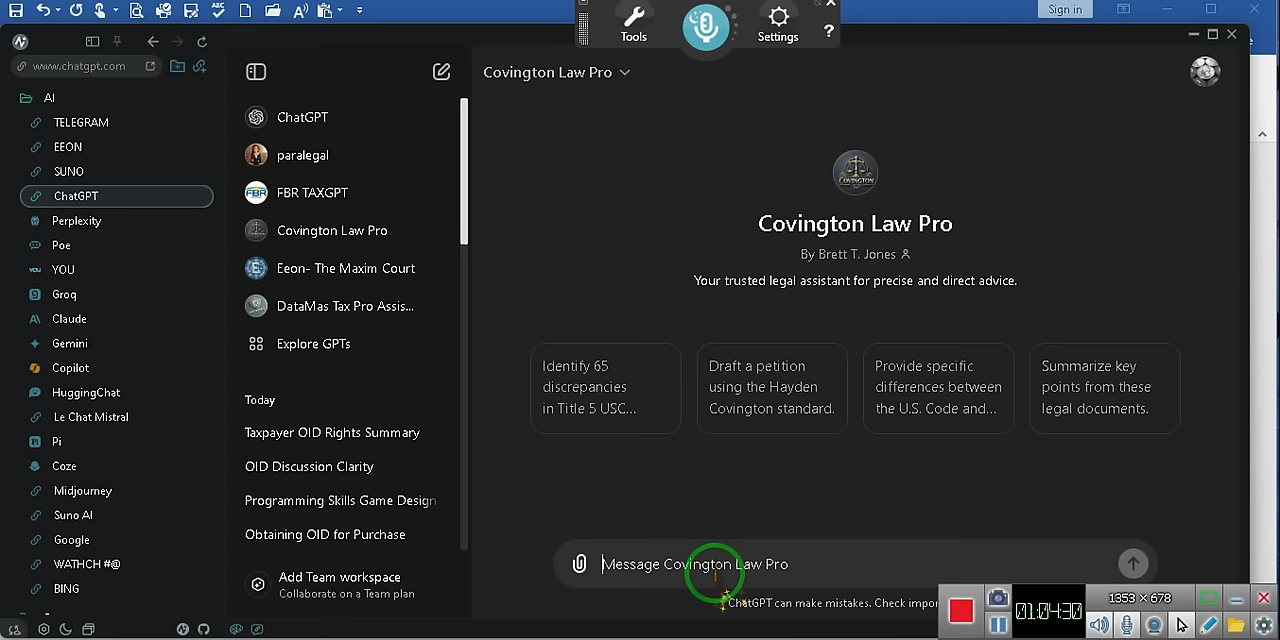 Sign in
Tools
Settings
?
www.chatgpt.com
AI
TELEGRAM
EEON
SUNO
ChatGPT
Perplexity
Poe
YOU
Groq
Claude
Gemini
Copilot
HuggingChat
Le Chat Mistral
Pi
Coze
Midjourney
Suno AI
Google
WATHCH #@
BING
ChatGPT
paralegal
FBR TAXGPT
Covington Law Pro
Eeon- The Maxim Court
DataMas Tax Pro Assis...
Explore GPTs
Today
Taxpayer OID Rights Summary
OID Discussion Clarity
Programming Skills Game Design
Obtaining OID for Purchase
Add Team workspace
Collaborate on a Team plan
Covington Law Pro
COVINGTON
Covington Law Pro
By Brett T. Jones
Your trusted legal assistant for precise and direct advice.
Identify 65
discrepancies
in Title 5 USC...
Draft a petition
using the Hayden
Covington standard.
Provide specific
differences between
the U.S. Code and...
Summarize key
points from these
legal documents.
Message Covington Law Pro
ChatGPT can make mistakes. Check impor
1353 × 678
01:04:30